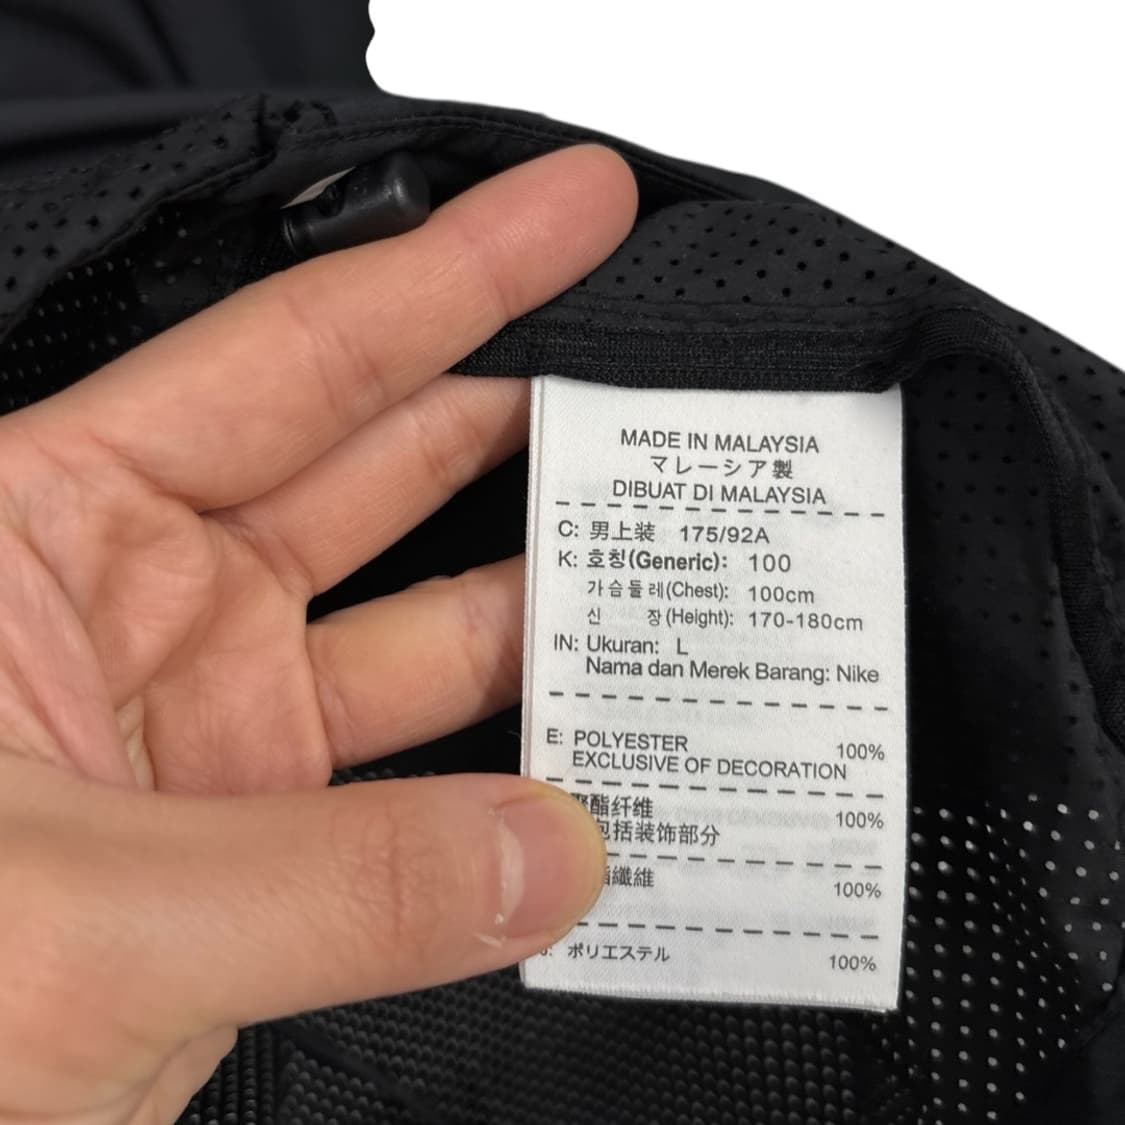 MADE IN MALAYSIA
マレーシア製
DIBUAT DI MALAYSIA
C: 男上装 175/92A
K: 호칭(Generic): 100
가슴둘레(Chest): 100cm
신 장(Height): 170-180cm
IN: Ukuran: L
Nama dan Merek Barang: Nike
E: POLYESTER 100%
EXCLUSIVE OF DECORATION
聚酯纤维 100%
包括装饰部分
酯纖維 100%
J: ポリエステル 100%